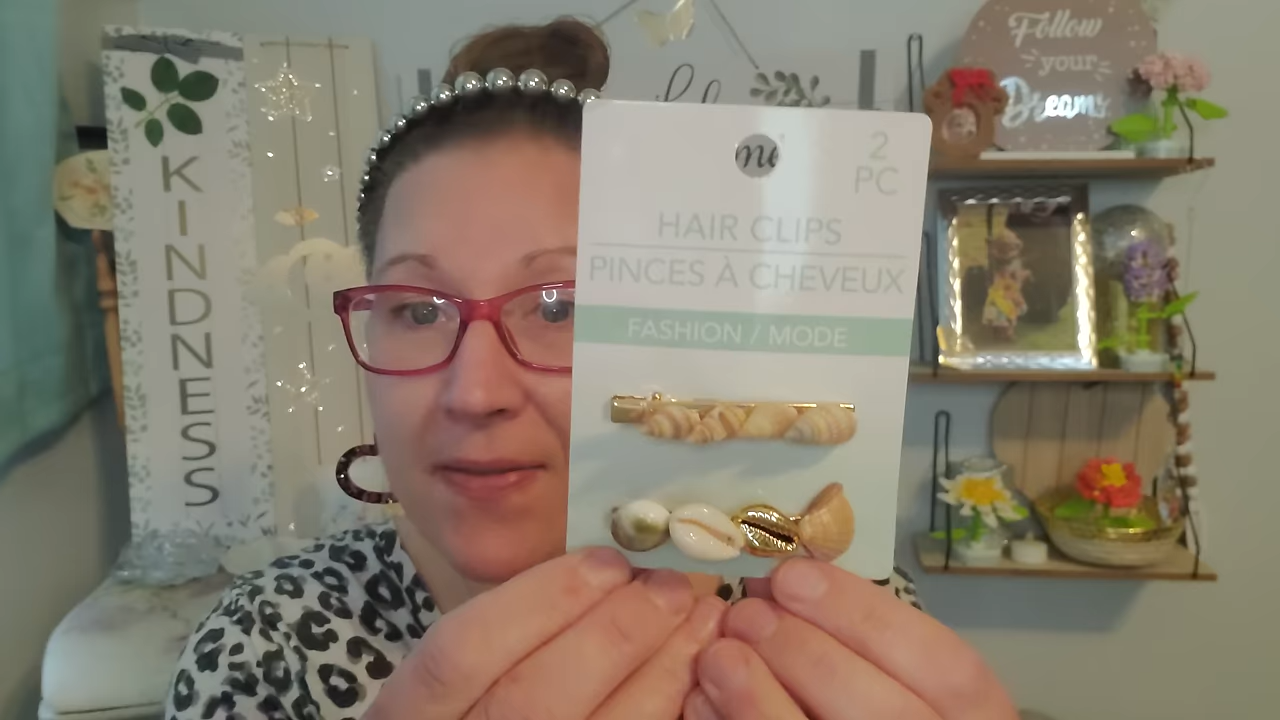 KINDNESS
Follow
your
Dreams
2
PC
HAIR CLIPS
PINCES À CHEVEUX
FASHION / MODE